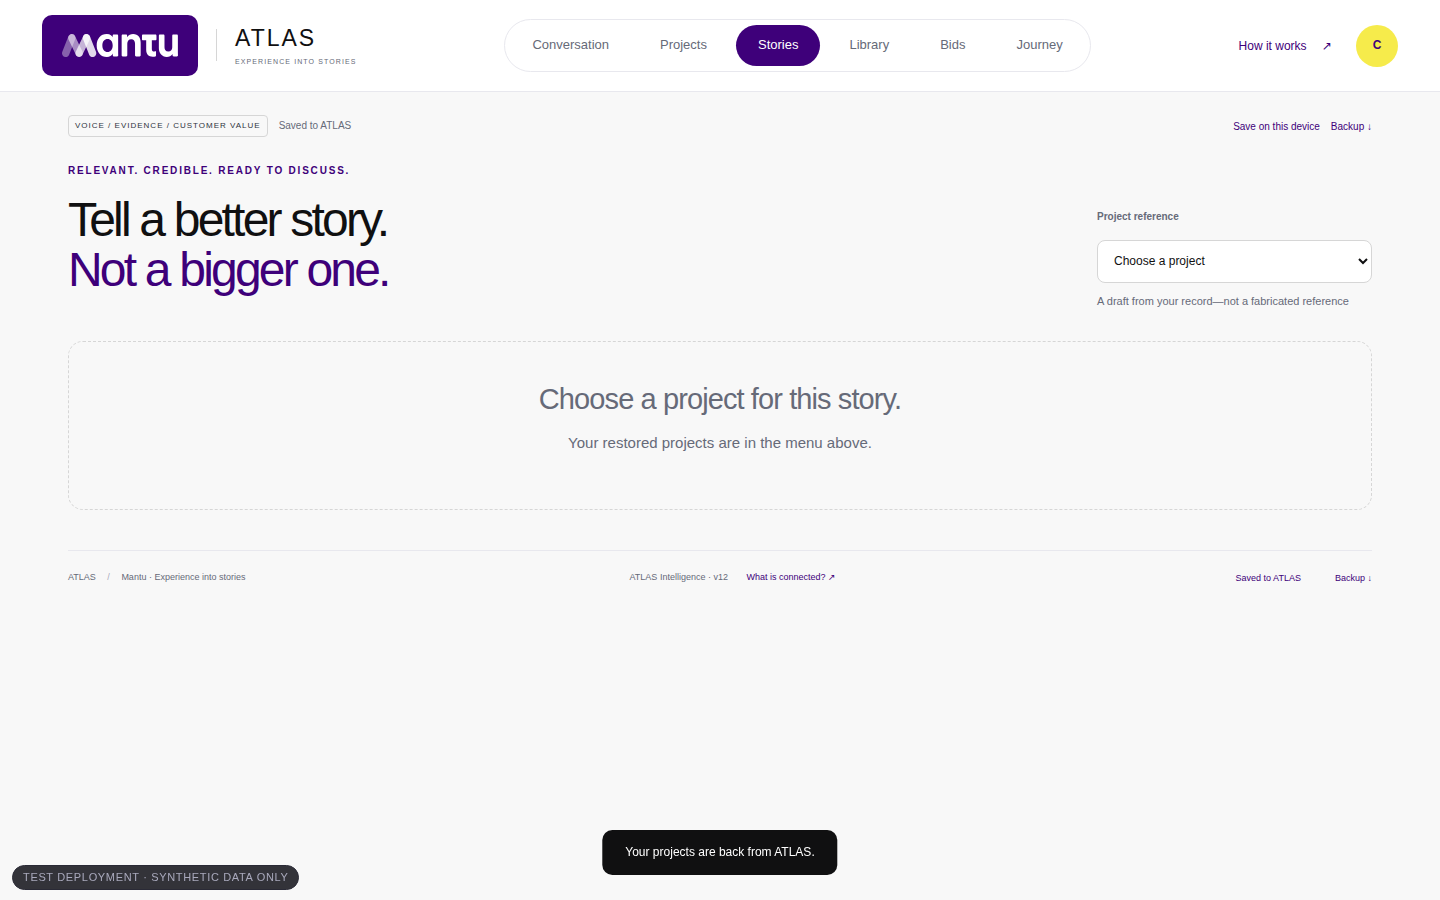 mantu
ATLAS
EXPERIENCE INTO STORIES
Conversation
Projects
Stories
Library
Bids
Journey
How it works ↗
C
VOICE / EVIDENCE / CUSTOMER VALUE
Saved to ATLAS
Save on this device
Backup ↓
RELEVANT. CREDIBLE. READY TO DISCUSS.
Tell a better story.
Not a bigger one.
Project reference
Choose a project
A draft from your record—not a fabricated reference
Choose a project for this story.
Your restored projects are in the menu above.
ATLAS / Mantu · Experience into stories
ATLAS Intelligence · v12
What is connected? ↗
Saved to ATLAS
Backup ↓
Your projects are back from ATLAS.
TEST DEPLOYMENT · SYNTHETIC DATA ONLY